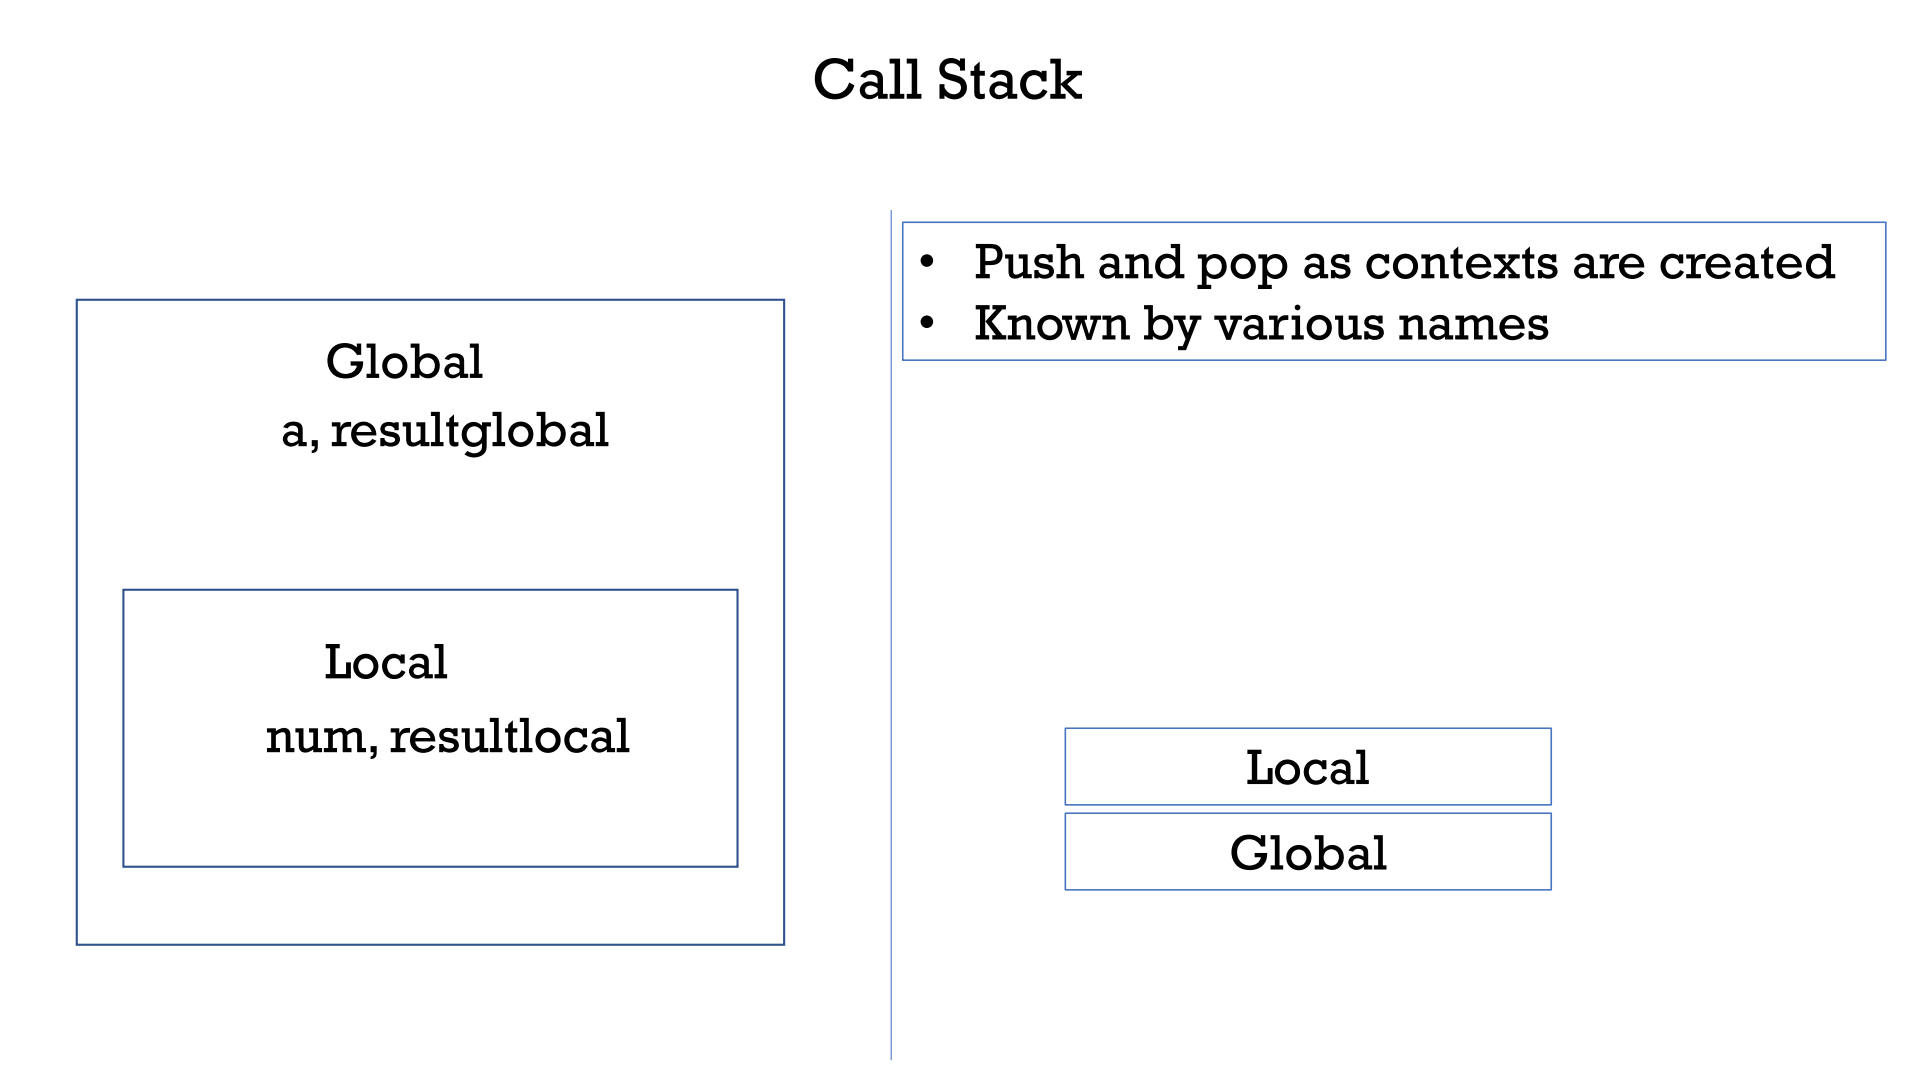 Call Stack
Global
a, resultglobal
Local
num, resultlocal
• Push and pop as contexts are created
• Known by various names
Local
Global